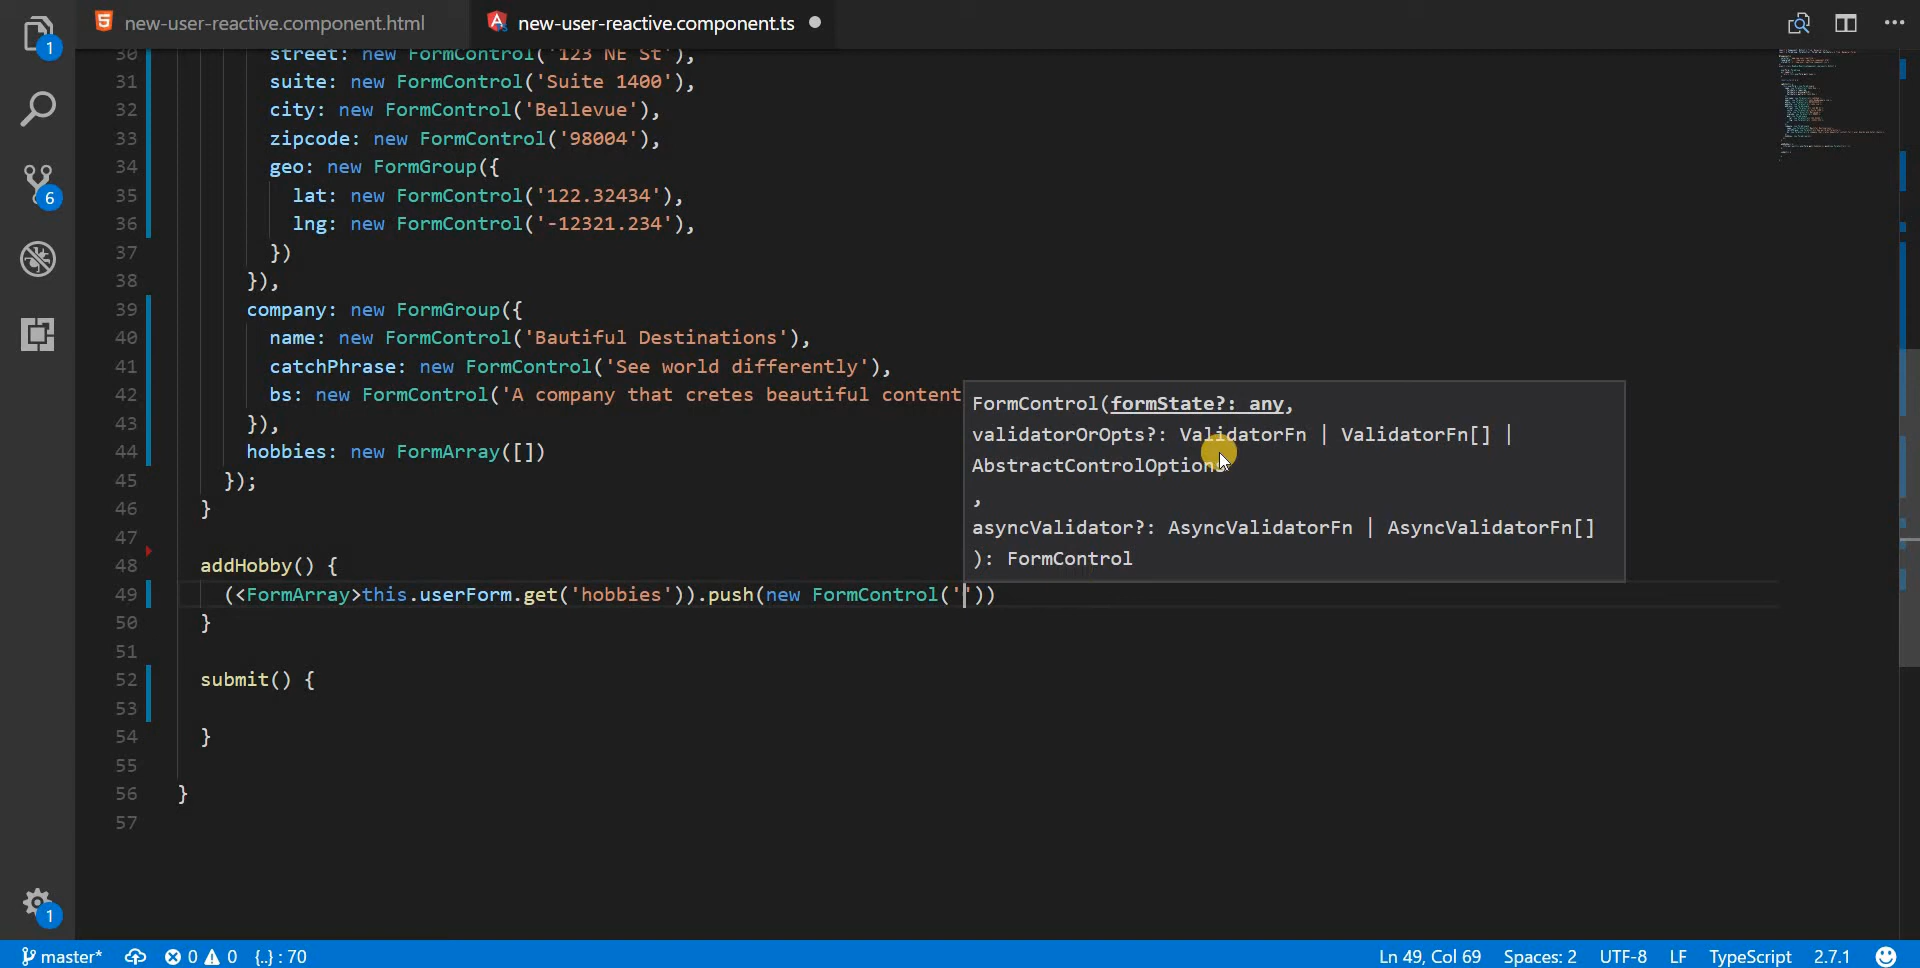 new-user-reactive.component.html
new-user-reactive.component.ts
1
6
1
30 street: new FormControl('123 NE St'),
31 suite: new FormControl('Suite 1400'),
32 city: new FormControl('Bellevue'),
33 zipcode: new FormControl('98004'),
34 geo: new FormGroup({
35 lat: new FormControl('122.32434'),
36 lng: new FormControl('-12321.234'),
37 })
38 }),
39 company: new FormGroup({
40 name: new FormControl('Bautiful Destinations'),
41 catchPhrase: new FormControl('See world differently'),
42 bs: new FormControl('A company that cretes beautiful content
43 }),
44 hobbies: new FormArray([])
45 });
46 }
47
48 addHobby() {
49 (<FormArray>this.userForm.get('hobbies')).push(new FormControl(''))
50 }
51
52 submit() {
53
54 }
55
56 }
57
FormControl(formState?: any,
validatorOrOpts?: ValidatorFn | ValidatorFn[] |
AbstractControlOptions
,
asyncValidator?: AsyncValidatorFn | AsyncValidatorFn[]
): FormControl
master* 0 0 {..} : 70 Ln 49, Col 69 Spaces: 2 UTF-8 LF TypeScript 2.7.1